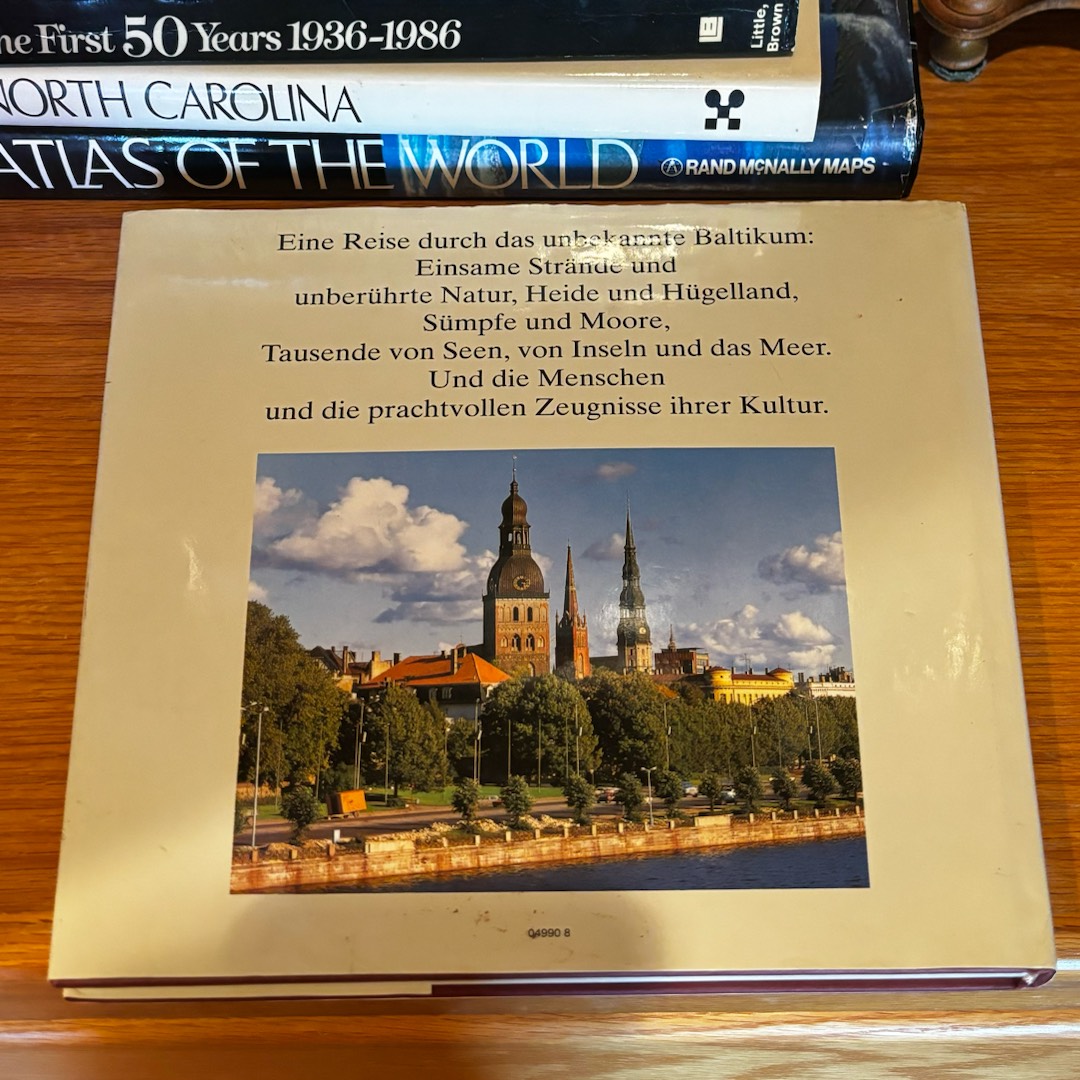 he First 50 Years 1936-1986
Little,
Brown
NORTH CAROLINA
ATLAS OF THE WORLD RAND MCNALLY MAPS
Eine Reise durch das unbekannte Baltikum:
Einsame Strände und
unberührte Natur, Heide und Hügelland,
Sümpfe und Moore,
Tausende von Seen, von Inseln und das Meer.
Und die Menschen
und die prachtvollen Zeugnisse ihrer Kultur.
04990 8